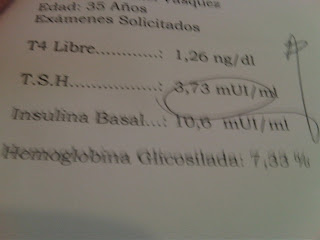 Vasquez
Edad: 35 Años
Exámenes Solicitados
T4 Libre............: 1,26 ng/dl
T.S.H.................: 3,73 mUI/ml
Insulina Basal...: 10,6 mUI/ml
Hemoglobina Glicosilada: 7,33 %